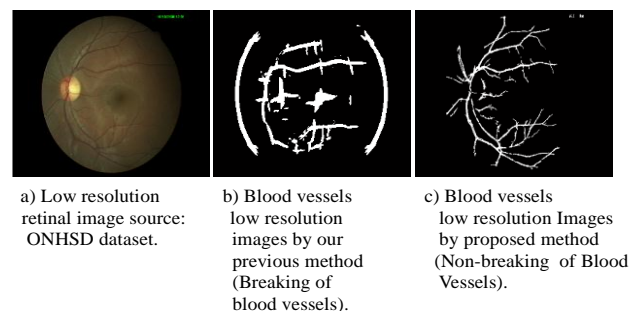 a) Low resolution
retinal image source:
ONHSD dataset.
b) Blood vessels
low resolution
images by our
previous method
(Breaking of
blood vessels).
c) Blood vessels
low resolution Images
by proposed method
(Non-breaking of Blood
Vessels).